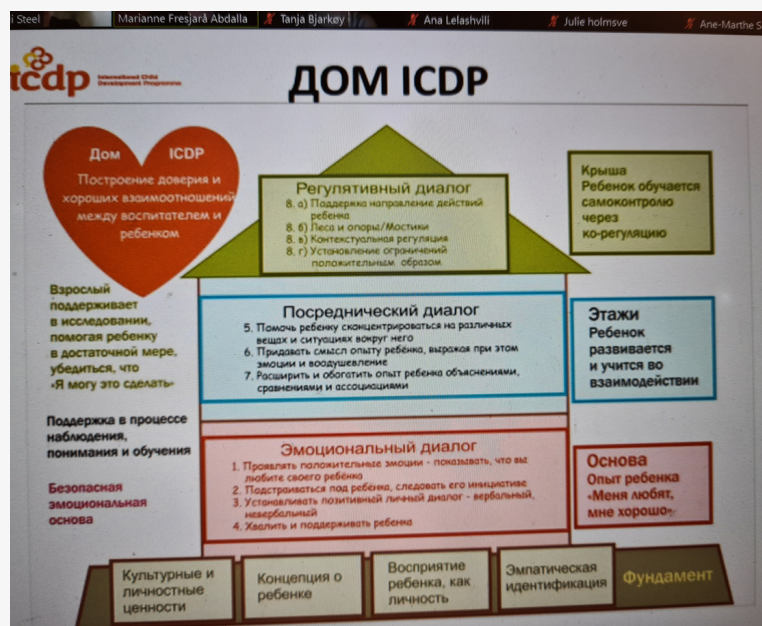 i Steel
Marianne Fresjarå Abdalla
Tanja Bjarkøy
Ana Lelashvili
Julie holmsve
Ane-Marthe S
icdp
International Child
Development Programme
ДОМ ICDP
Дом ICDP
Построение доверия и
хороших взаимоотношений
между воспитателем и
ребенком
Регулятивный диалог
8. а) Поддержка направление действий
ребенка
8. б) Леса и опоры/Мостики
8. в) Контекстуальная регуляция
8. г) Установление ограничений
положительным образом
Крыша
Ребенок обучается
самоконтролю
через
ко-регуляцию
Взрослый
поддерживает
в исследовании,
помогая ребенку
в достаточной мере,
убедиться, что
«Я могу это сделать»
Посреднический диалог
5. Помочь ребенку сконцентрироваться на различных
вещах и ситуациях вокруг него
6. Придавать смысл опыту ребенка, выражая при этом
эмоции и воодушевление
7. Расширить и обогатить опыт ребенка объяснениями,
сравнениями и ассоциациями
Этажи
Ребенок
развивается
и учится во
взаимодействии
Поддержка в процессе
наблюдения,
понимания и обучения
Эмоциональный диалог
1. Проявлять положительные эмоции - показывать, что вы
любите своего ребенка
2. Подстраиваться под ребенка, следовать его инициативе
3. Устанавливать позитивный личный диалог - вербальный,
невербальный
4. Хвалить и поддерживать ребенка
Основа
Опыт ребенка
«Меня любят,
мне хорошо»
Безопасная
эмоциональная
основа
Культурные и
личностные
ценности
Концепция о
ребенке
Восприятие
ребенка, как
личность
Эмпатическая
идентификация
Фундамент